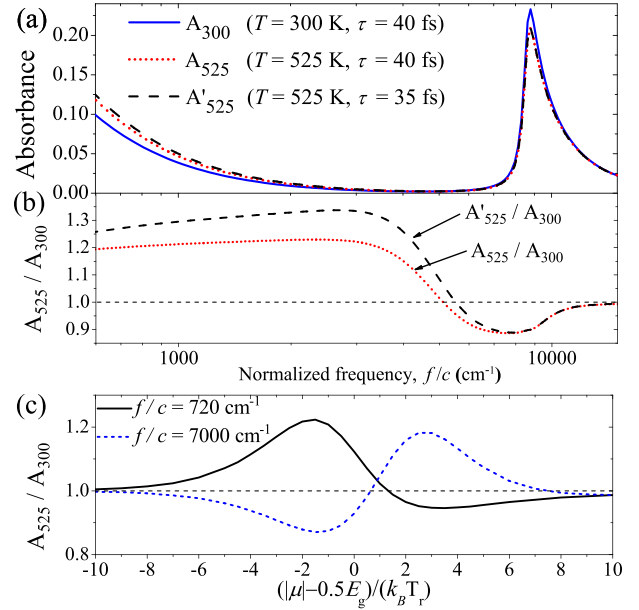 (a)
A300 (T = 300 K, τ = 40 fs)
A525 (T = 525 K, τ = 40 fs)
A'525 (T = 525 K, τ = 35 fs)
Absorbance
0.20
0.15
0.10
0.05
0.00
(b)
A'525 / A300
A525 / A300
A525 / A300
1.3
1.2
1.1
1.0
0.9
1000
10000
Normalized frequency, f/c (cm-1)
(c)
f/c = 720 cm-1
f/c = 7000 cm-1
A525 / A300
1.2
1.0
0.8
-10 -8 -6 -4 -2 0 2 4 6 8 10
(|μ|−0.5Eg)/(kBTr)